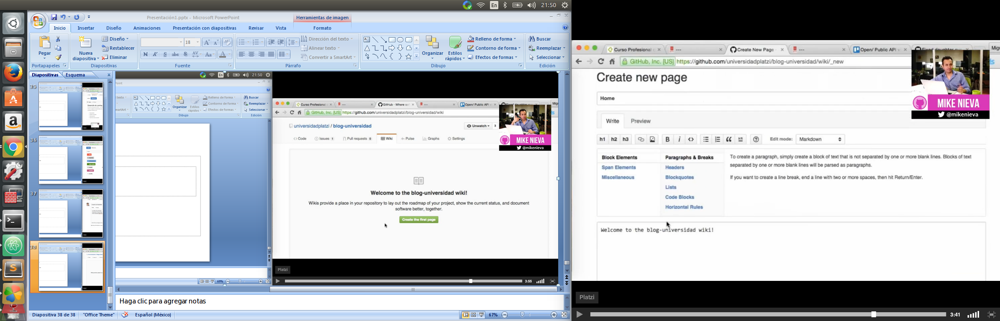 En 21:50
Presentación1.pptx - Microsoft PowerPoint
Herramientas de imagen
Inicio Insertar Diseño Animaciones Presentación con diapositivas Revisar Vista Formato
Pegar
Nueva diapositiva
Diseño
Restablecer
Eliminar
18
N K S abc S AV Aa A
Dirección del texto
Alinear texto
Convertir a SmartArt
Organizar
Estilos rápidos
Relleno de forma
Contorno de forma
Efectos de formas
Buscar
Reemplazar
Seleccionar
Portapapeles Diapositivas Fuente Párrafo Dibujo Edición
Diapositivas Esquema
35
36
37
38
En 21:50
Organizar
Estilos rápidos
Relleno de forma
Contorno de forma
Efectos de formas
Buscar
Reemplazar
Seleccionar
Dibujo Edición
Curso Profesional --- GitHub - Where sof --- Open/ Public API
GitHub, Inc. [US] https://github.com/universidadplatzi/blog-universidad/wiki
universidadplatzi / blog-universidad
Unwatch 3
Code Issues 1 Pull requests 0 Wiki Pulse Graphs Settings
MIKE NIEVA
@mikenieva
Welcome to the blog-universidad wiki!
Wikis provide a place in your repository to lay out the roadmap of your project, show the current status, and document
software better, together.
Create the first page
Platzi
3:55
69%
Haga clic para agregar notas
Diapositiva 38 de 38 "Office Theme" Español (México) 67%
Curso Profesional --- Create New Page --- Open/ Public API
GitHub, Inc. [US] https://github.com/universidadplatzi/blog-universidad/wiki/_new
Create new page
Home
MIKE NIEVA
@mikenieva
Write Preview
h1 h2 h3 B i <> HR Edit mode: Markdown
Block Elements
Span Elements
Miscellaneous
Paragraphs & Breaks
Headers
Blockquotes
Lists
Code Blocks
Horizontal Rules
To create a paragraph, simply create a block of text that is not separated by one or more blank lines. Blocks of text
separated by one or more blank lines will be parsed as paragraphs.
If you want to create a line break, end a line with two or more spaces, then hit Return/Enter.
Welcome to the blog-universidad wiki!
Platzi
3:41